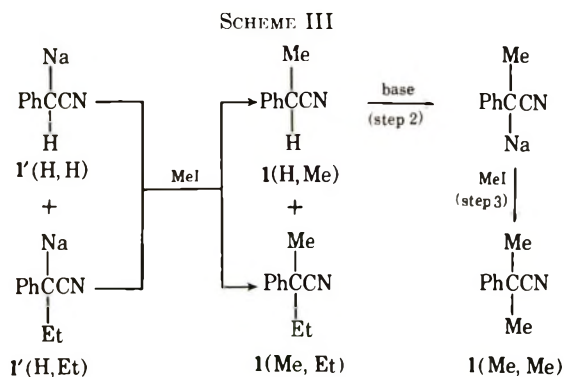 SCHEME III
Na
PhCCN
H
1′(H, H)
+
Na
PhCCN
Et
1′(H, Et)
MeI
Me
PhCCN
H
1(H, Me)
+
Me
PhCCN
Et
1(Me, Et)
base
(step 2)
Me
PhCCN
Na
MeI
(step 3)
Me
PhCCN
Me
1(Me, Me)